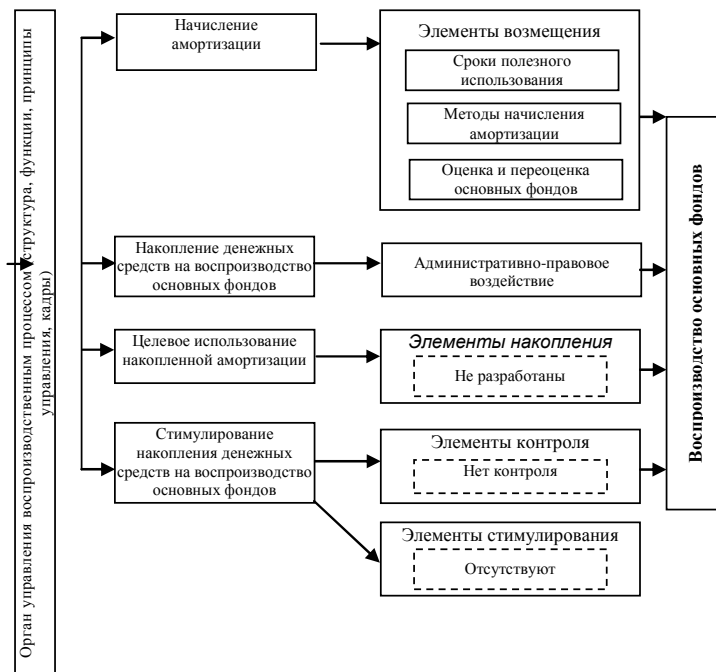 Орган управления воспроизводственным процессом (структура, функции, принципы
управления, кадры)
Начисление
амортизации
Элементы возмещения
Сроки полезного
использования
Методы начисления
амортизации
Оценка и переоценка
основных фондов
Накопление денежных
средств на воспроизводство
основных фондов
Административно-правовое
воздействие
Целевое использование
накопленной амортизации
Элементы накопления
Не разработаны
Стимулирование
накопления денежных
средств на воспроизводство
основных фондов
Элементы контроля
Нет контроля
Элементы стимулирования
Отсутствуют
Воспроизводство основных фондов